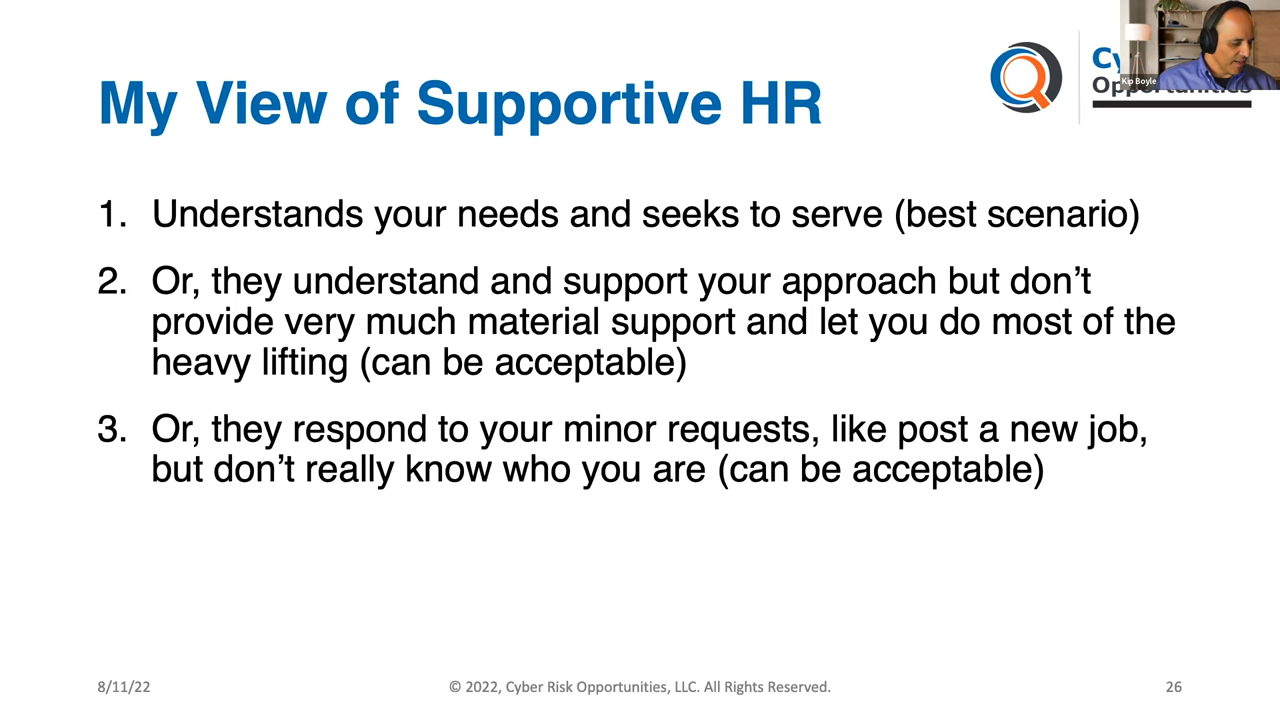 My View of Supportive HR
Cy
Opportunities
Kip Boyle
1. Understands your needs and seeks to serve (best scenario)
2. Or, they understand and support your approach but don’t
provide very much material support and let you do most of the
heavy lifting (can be acceptable)
3. Or, they respond to your minor requests, like post a new job,
but don’t really know who you are (can be acceptable)
8/11/22
© 2022, Cyber Risk Opportunities, LLC. All Rights Reserved.
26